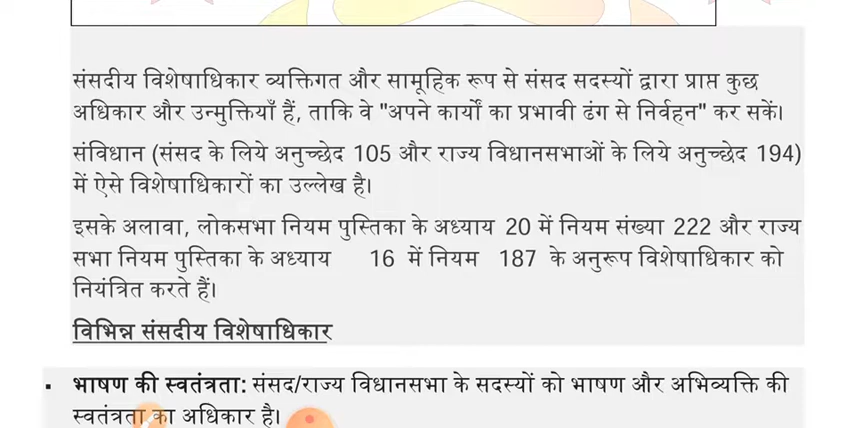 संसदीय विशेषाधिकार व्यक्तिगत और सामूहिक रूप से संसद सदस्यों द्वारा प्राप्त कुछ
अधिकार और उन्मुक्तियाँ हैं, ताकि वे "अपने कार्यों का प्रभावी ढंग से निर्वहन" कर सकें।
संविधान (संसद के लिये अनुच्छेद 105 और राज्य विधानसभाओं के लिये अनुच्छेद 194)
में ऐसे विशेषाधिकारों का उल्लेख है।
इसके अलावा, लोकसभा नियम पुस्तिका के अध्याय 20 में नियम संख्या 222 और राज्य
सभा नियम पुस्तिका के अध्याय 16 में नियम 187 के अनुरूप विशेषाधिकार को
नियंत्रित करते हैं।
विभिन्न संसदीय विशेषाधिकार
▪ भाषण की स्वतंत्रता: संसद/राज्य विधानसभा के सदस्यों को भाषण और अभिव्यक्ति की
स्वतंत्रता का अधिकार है।